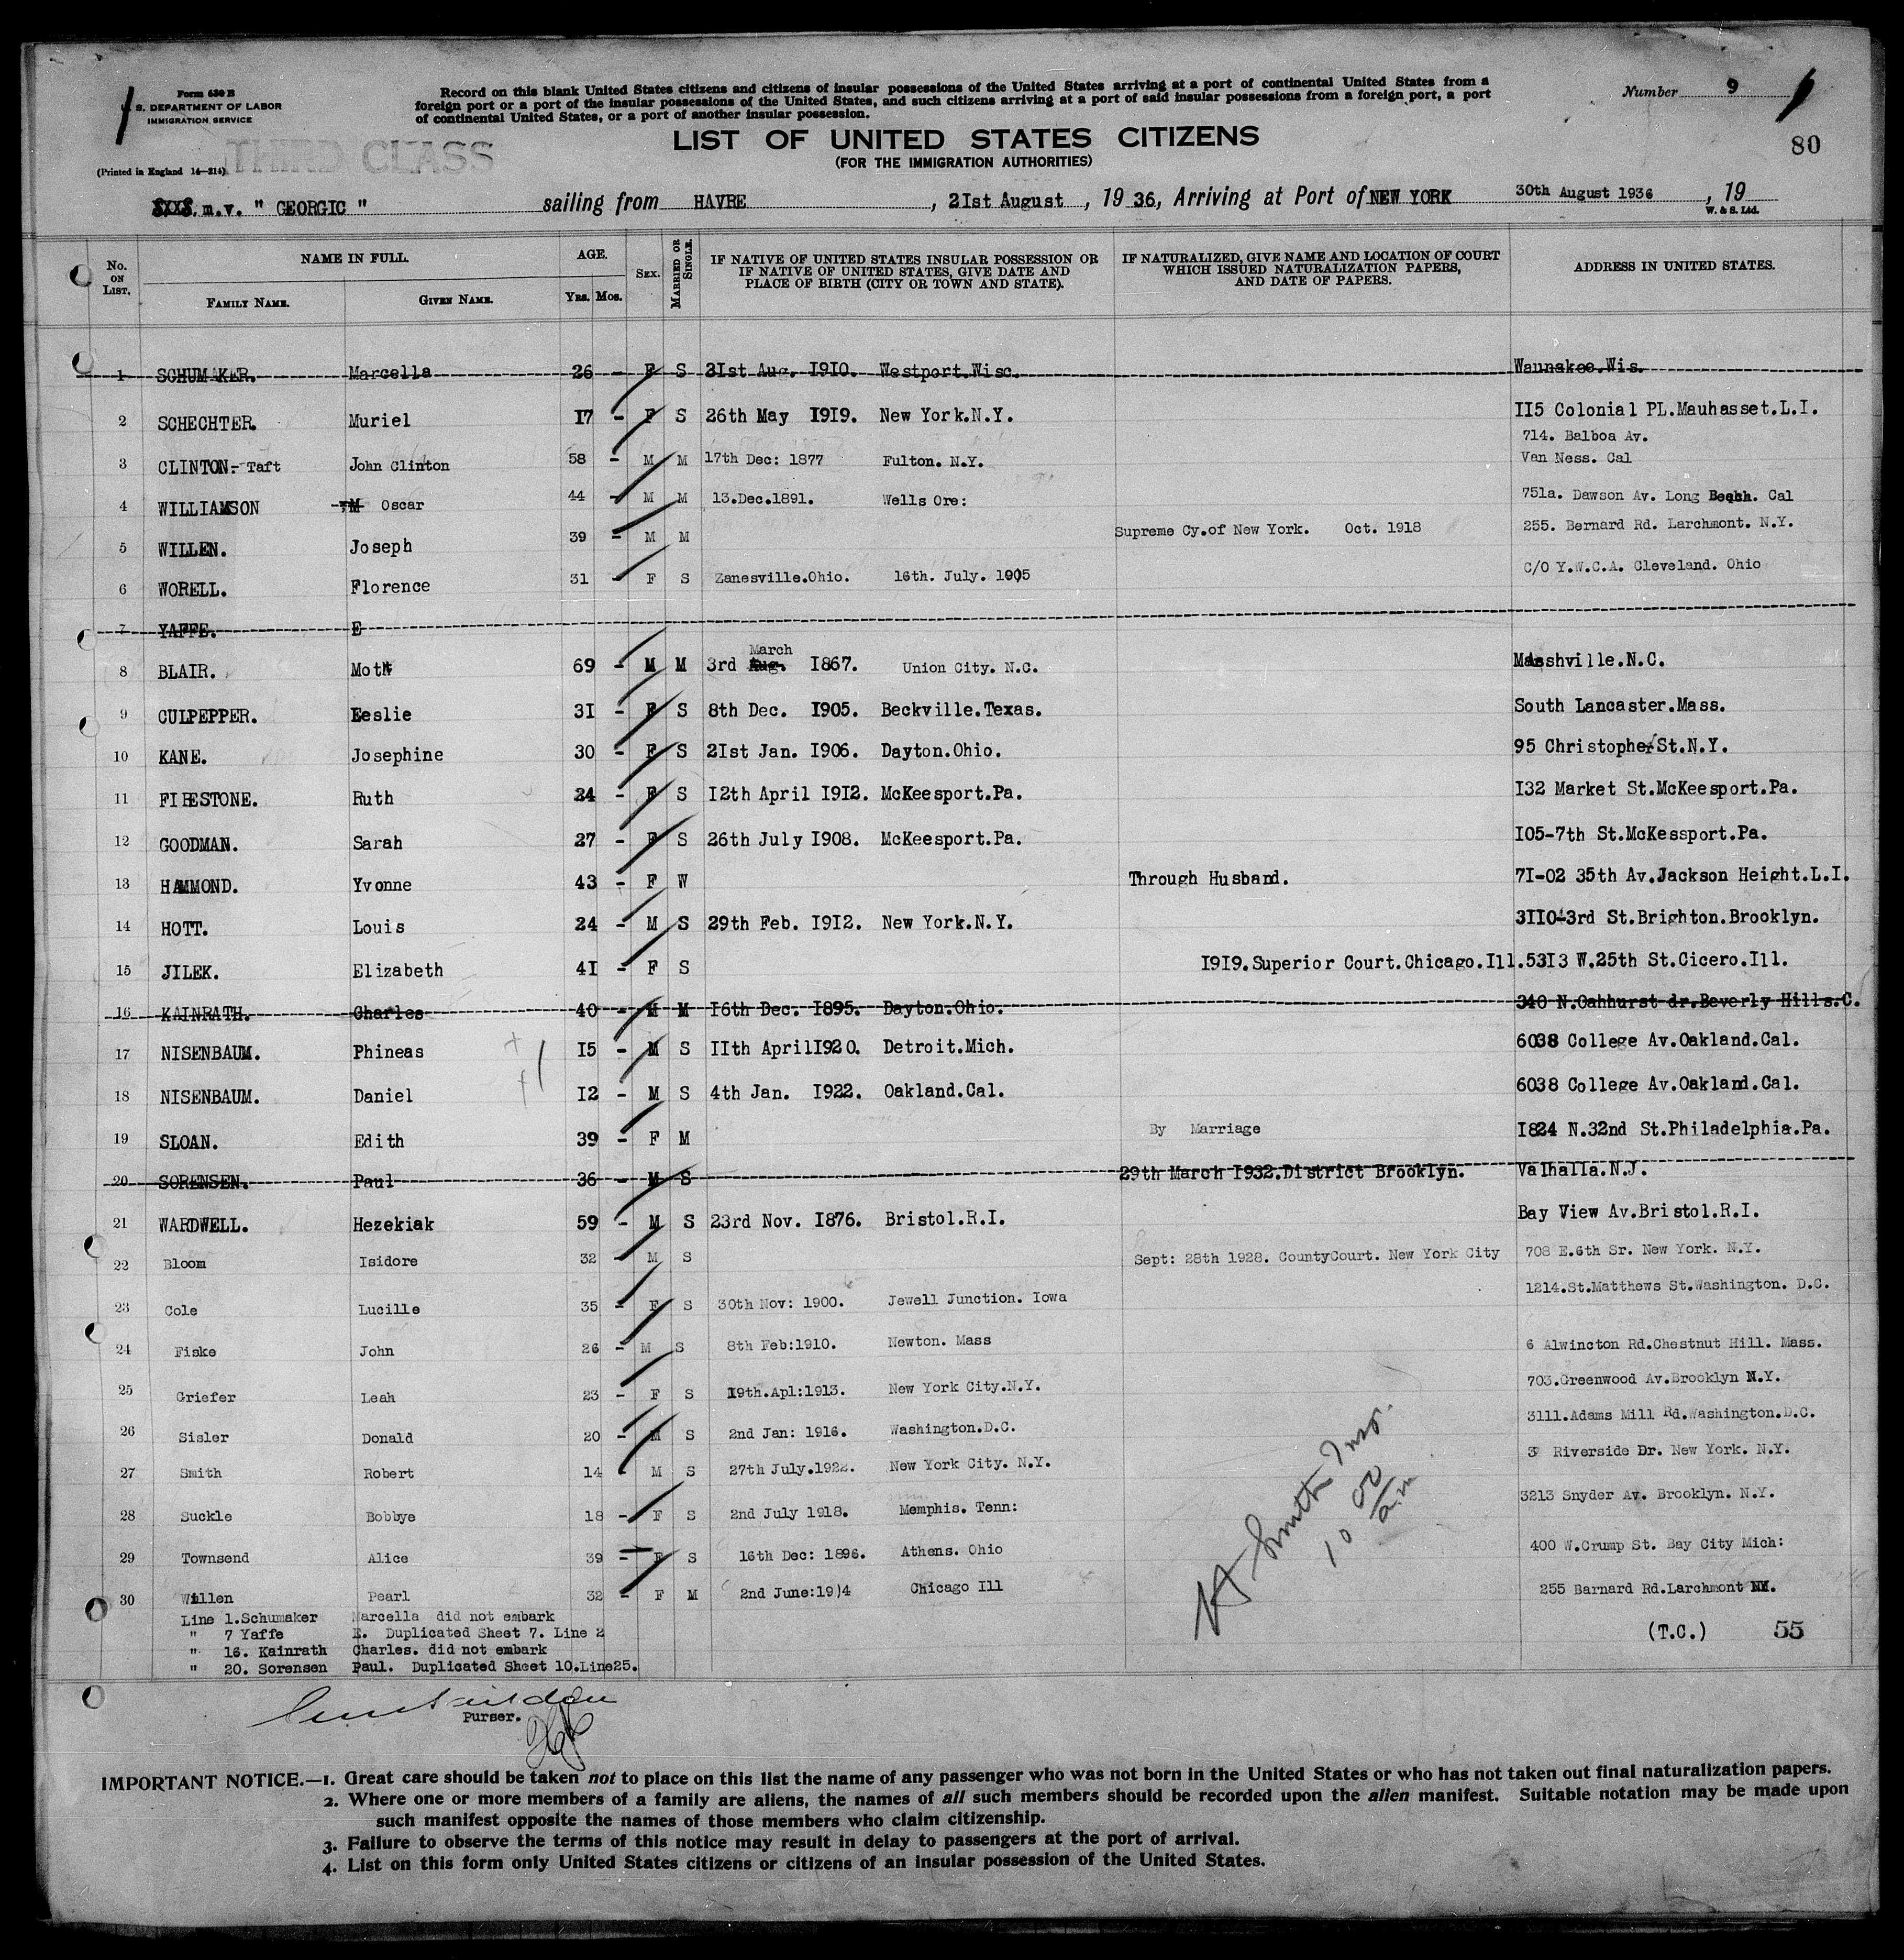 Form 630 B
U. S. DEPARTMENT OF LABOR
IMMIGRATION SERVICE
(Printed in England 14—214)
THIRD CLASS
Record on this blank United States citizens and citizens of insular possessions of the United States arriving at a port of continental United States from a
foreign port or a port of the insular possessions of the United States, and such citizens arriving at a port of said insular possessions from a foreign port, a port
of continental United States, or a port of another insular possession.
Number 9
80
LIST OF UNITED STATES CITIZENS
(FOR THE IMMIGRATION AUTHORITIES)
m.v. " GEORGIC " sailing from HAVRE, 21st August, 19 36, Arriving at Port of NEW YORK 30th August 1936, 19
W. & S. Ltd.
No. ON LIST. NAME IN FULL. FAMILY NAME. GIVEN NAME. AGE. YRS. MOS. SEX. MARRIED OR SINGLE. IF NATIVE OF UNITED STATES INSULAR POSSESSION OR IF NATIVE OF UNITED STATES, GIVE DATE AND PLACE OF BIRTH (CITY OR TOWN AND STATE). IF NATURALIZED, GIVE NAME AND LOCATION OF COURT WHICH ISSUED NATURALIZATION PAPERS, AND DATE OF PAPERS. ADDRESS IN UNITED STATES.
1 SCHUMAKER. Marcella 26 - F S 21st Aug. 1910. Westport.Wisc. Waunakee.Wis.
2 SCHECHTER. Muriel 17 - F S 26th May 1919. New York.N.Y. 115 Colonial PL.Mauhasset.L.I.
3 CLINTON.- Taft John Clinton 58 - M M 17th Dec: 1877 Fulton. N.Y. 714. Balboa Av. Van Ness. Cal
4 WILLIAMSON M Oscar 44 - M M 13.Dec.1891. Wells Ore: 751a. Dawson Av. Long Beach. Cal
5 WILLEN. Joseph 39 - M M Supreme Cy.of New York. Oct. 1918 255. Bernard Rd. Larchmont. N.Y.
6 WORELL. Florence 31 - F S Zanesville.Ohio. 16th. July. 1905 C/O Y.W.C.A. Cleveland. Ohio
7 YAFFE. E
8 BLAIR. Mott 69 - M M 3rd March Aug. 1867. Union City. N.C. Mashville.N.C.
9 CULPEPPER. Leslie 31 - F S 8th Dec. 1905. Beckville.Texas. South Lancaster.Mass.
10 KANE. Josephine 30 - F S 21st Jan. 1906. Dayton.Ohio. 95 Christopher St.N.Y.
11 FIRESTONE. Ruth 24 - F S 12th April 1912. McKeesport.Pa. 132 Market St.McKeesport.Pa.
12 GOODMAN. Sarah 27 - F S 26th July 1908. McKeesport.Pa. 105-7th St.McKessport.Pa.
13 HAMMOND. Yvonne 43 - F W Through Husband. 71-02 35th Av.Jackson Height.L.I.
14 HOTT. Louis 24 - M S 29th Feb. 1912. New York.N.Y. 3110-3rd St.Brighton.Brooklyn.
15 JILEK. Elizabeth 41 - F S 1919.Superior Court.Chicago.Ill. 5313 W.25th St.Cicero.Ill.
16 KAINRATH. Charles 40 - M M 16th Dec. 1895. Dayton.Ohio. 340 N.Oahhurst dr.Beverly Hills.C.
17 NISENBAUM. Phineas 15 - M S 11th April1920. Detroit.Mich. 6038 College Av.Oakland.Cal.
18 NISENBAUM. Daniel 12 - M S 4th Jan. 1922. Oakland.Cal. 6038 College Av.Oakland.Cal.
19 SLOAN. Edith 39 - F M By Marriage 1824 N.32nd St.Philadelphia.Pa.
20 SORENSEN. Paul 36 - M S 29th March 1932.District Brooklyn. Valhalla.N.J.
21 WARDWELL. Hezekiak 59 - M S 23rd Nov. 1876. Bristol.R.I. Bay View Av.Bristol.R.I.
22 Bloom Isidore 32 - M S Sept: 28th 1928. CountyCourt. New York City 708 E.6th Sr. New York. N.Y.
23 Cole Lucille 35 - F S 30th Nov: 1900. Jewell Junction. Iowa 1214.St.Matthews St.Washington. D.C.
24 Fiske John 26 - M S 8th Feb:1910. Newton. Mass 6 Alwincton Rd.Chestnut Hill. Mass.
25 Griefer Leah 23 - F S 19th.Apl:1913. New York City.N.Y. 703.Greenwood Av.Brooklyn N.Y.
26 Sisler Donald 20 - M S 2nd Jan: 1916. Washington.D.C. 3111.Adams Mill Rd.Washington.D.C.
27 Smith Robert 14 - M S 27th July.1922. New York City. N.Y. Riverside Dr. New York. N.Y.
28 Suckle Bobbye 18 - F S 2nd July 1918. Memphis. Tenn: 3213 Snyder Av. Brooklyn. N.Y.
29 Townsend Alice 39 - F S 16th Dec: 1896. Athens. Ohio 400 W.Crump St. Bay City Mich:
30 Willen Pearl 32 - F M 2nd June:19)4 Chicago Ill 255 Barnard Rd.Larchmont NY.
Line 1.Schumaker Marcella did not embark
" 7 Yaffe E. Duplicated Sheet 7. Line 2
" 16. Kainrath Charles. did not embark
" 20. Sorensen Paul. Duplicated Sheet 10.Line25.
Smith Insp.
10 00
a.m
(T.C.) 55
Purser.
IMPORTANT NOTICE.—1. Great care should be taken not to place on this list the name of any passenger who was not born in the United States or who has not taken out final naturalization papers.
2. Where one or more members of a family are aliens, the names of all such members should be recorded upon the alien manifest. Suitable notation may be made upon
such manifest opposite the names of those members who claim citizenship.
3. Failure to observe the terms of this notice may result in delay to passengers at the port of arrival.
4. List on this form only United States citizens or citizens of an insular possession of the United States.